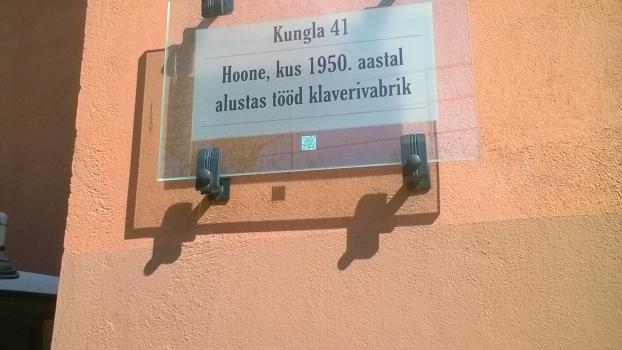 Kungla 41
Hoone, kus 1950. aastal
alustas tööd klaverivabrik